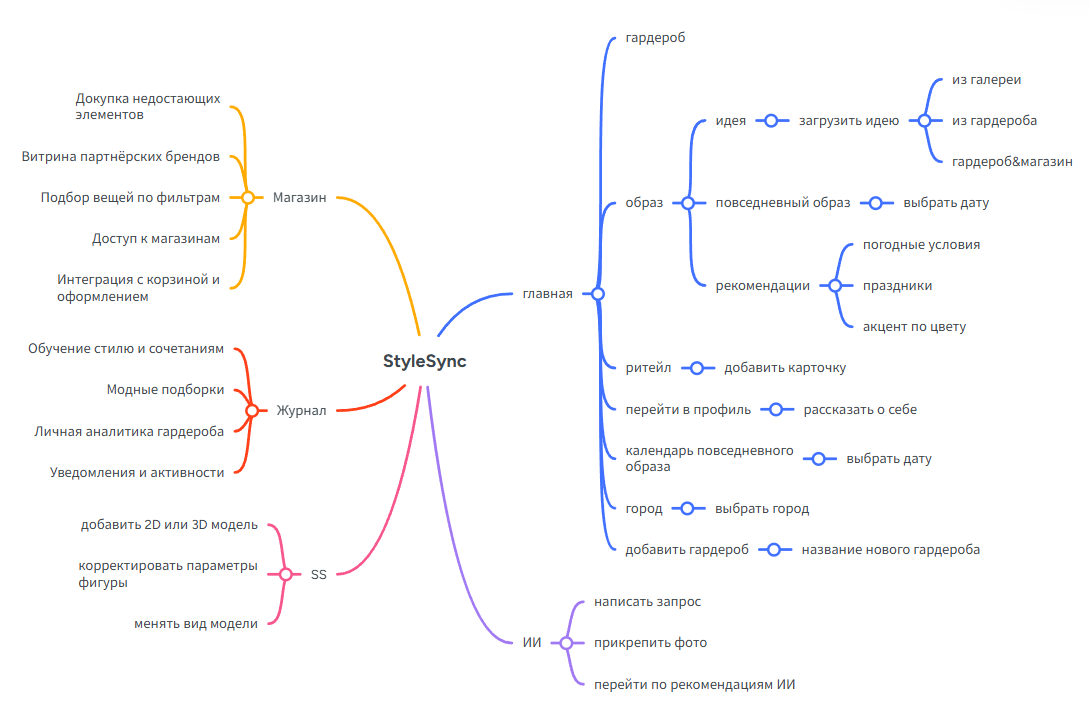 StyleSync
Магазин
Докупка недостающих
элементов
Витрина партнёрских брендов
Подбор вещей по фильтрам
Доступ к магазинам
Интеграция с корзиной и
оформлением
Журнал
Обучение стилю и сочетаниям
Модные подборки
Личная аналитика гардероба
Уведомления и активности
SS
добавить 2D или 3D модель
корректировать параметры
фигуры
менять вид модели
главная
гардероб
образ
идея
загрузить идею
из галереи
из гардероба
гардероб&магазин
повседневный образ
выбрать дату
рекомендации
погодные условия
праздники
акцент по цвету
ритейл
добавить карточку
перейти в профиль
рассказать о себе
календарь повседневного
образа
выбрать дату
город
выбрать город
добавить гардероб
название нового гардероба
ИИ
написать запрос
прикрепить фото
перейти по рекомендациям ИИ